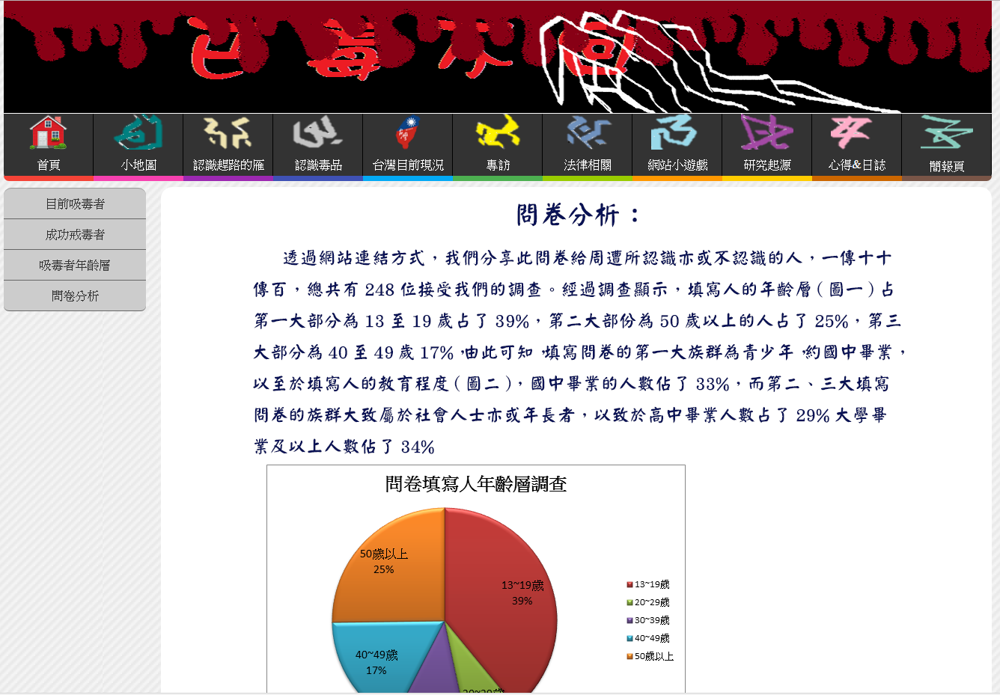 已毒不回
首頁
小地圖
認識趕路的雁
認識毒品
台灣目前現況
專訪
法律相關
網站小遊戲
研究起源
心得&日誌
簡報頁
目前吸毒者
成功戒毒者
吸毒者年齡層
問卷分析
問卷分析：
透過網站連結方式，我們分享此問卷給周遭所認識亦或不認識的人，一傳十十
傳百，總共有 248 位接受我們的調查。經過調查顯示，填寫人的年齡層（圖一）占
第一大部分為 13 至 19 歲占了 39%，第二大部份為 50 歲以上的人占了 25%，第三
大部分為 40 至 49 歲 17%，由此可知，填寫問卷的第一大族群為青少年，約國中畢業，
以至於填寫人的教育程度（圖二），國中畢業的人數佔了 33%，而第二、三大填寫
問卷的族群大致屬於社會人士亦或年長者，以致於高中畢業人數占了 29% 大學畢
業及以上人數佔了 34%
問卷填寫人年齡層調查
50歲以上
25%
13~19歲
39%
40~49歲
17%
20~29歲
13~19歲
20~29歲
30~39歲
40~49歲
50歲以上